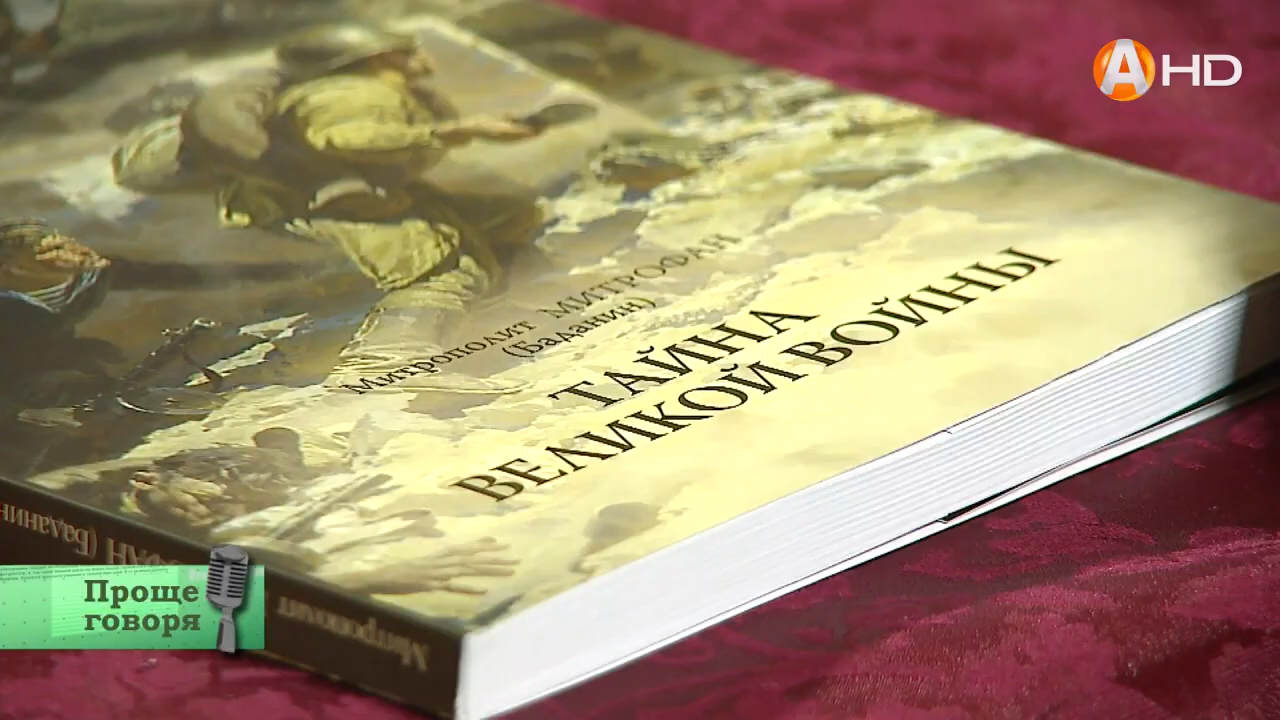 A HD
Митрополит МИТРОФАН
(Баданин)
ТАЙНА
ВЕЛИКОЙ ВОЙНЫ
Митрополит
(Баданин
Проще
говоря